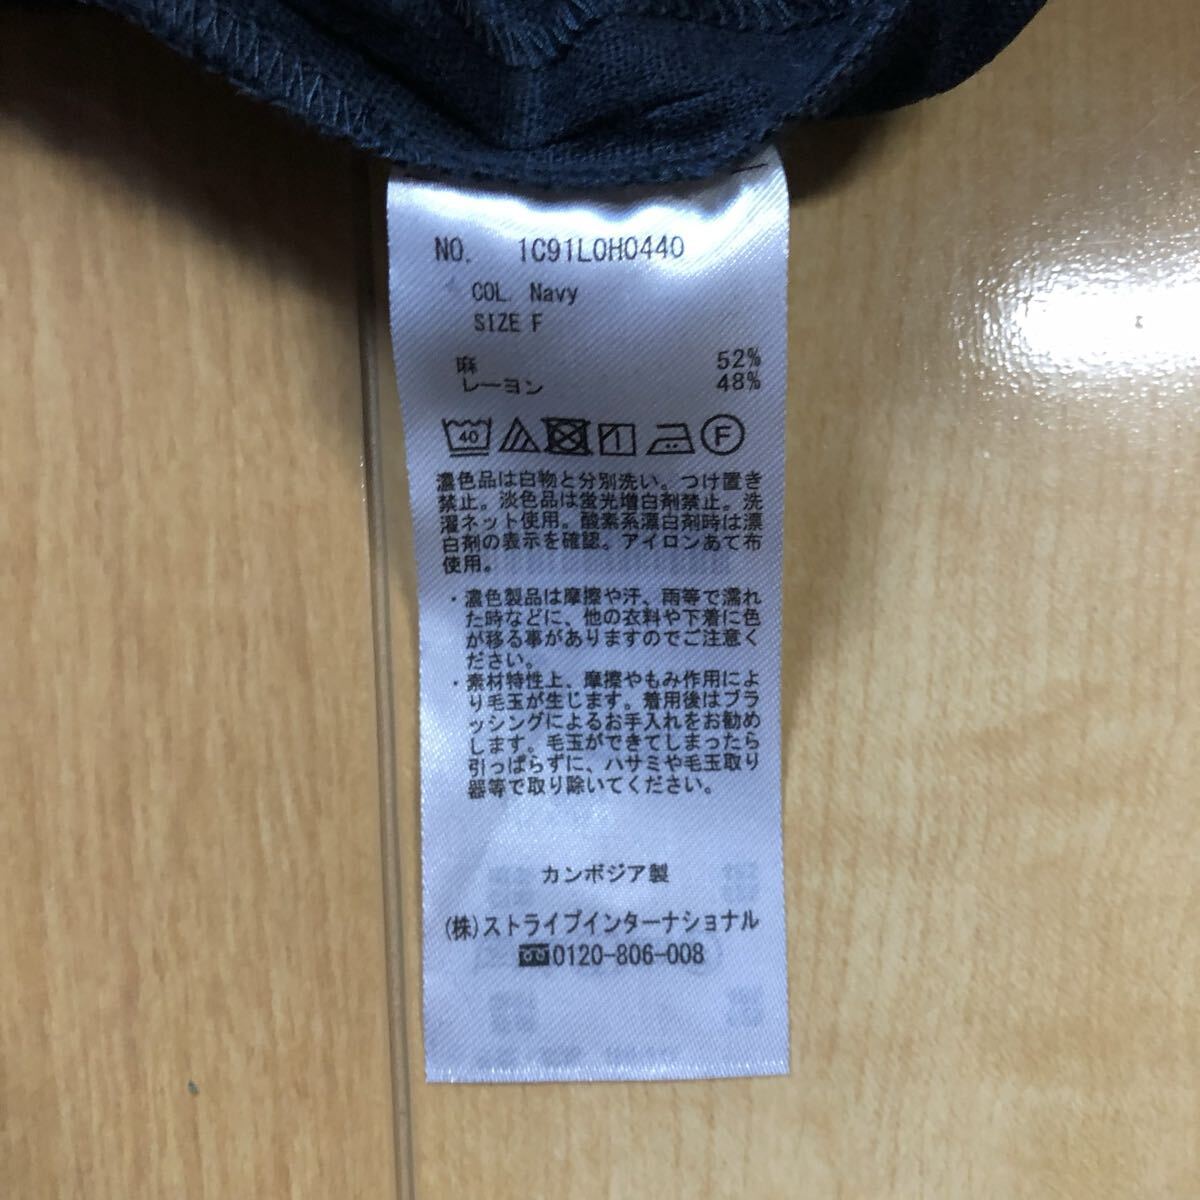 NO. 1C91L0H0440
COL. Navy
SIZE F
麻 52%
レーヨン 48%
40
F
濃色品は白物と分別洗い。つけ置き
禁止。淡色品は蛍光増白剤禁止。洗
濯ネット使用。酸素系漂白剤時は漂
白剤の表示を確認。アイロンあて布
使用。
・濃色製品は摩擦や汗、雨等で濡れ
た時などに、他の衣料や下着に色
が移る事がありますのでご注意く
ださい。
・素材特性上、摩擦やもみ作用によ
り毛玉が生じます。着用後はブラ
ッシングによるお手入れをお勧め
します。毛玉ができてしまったら
引っぱらずに、ハサミや毛玉取り
器等で取り除いてください。
カンボジア製
(株)ストライプインターナショナル
0120-806-008